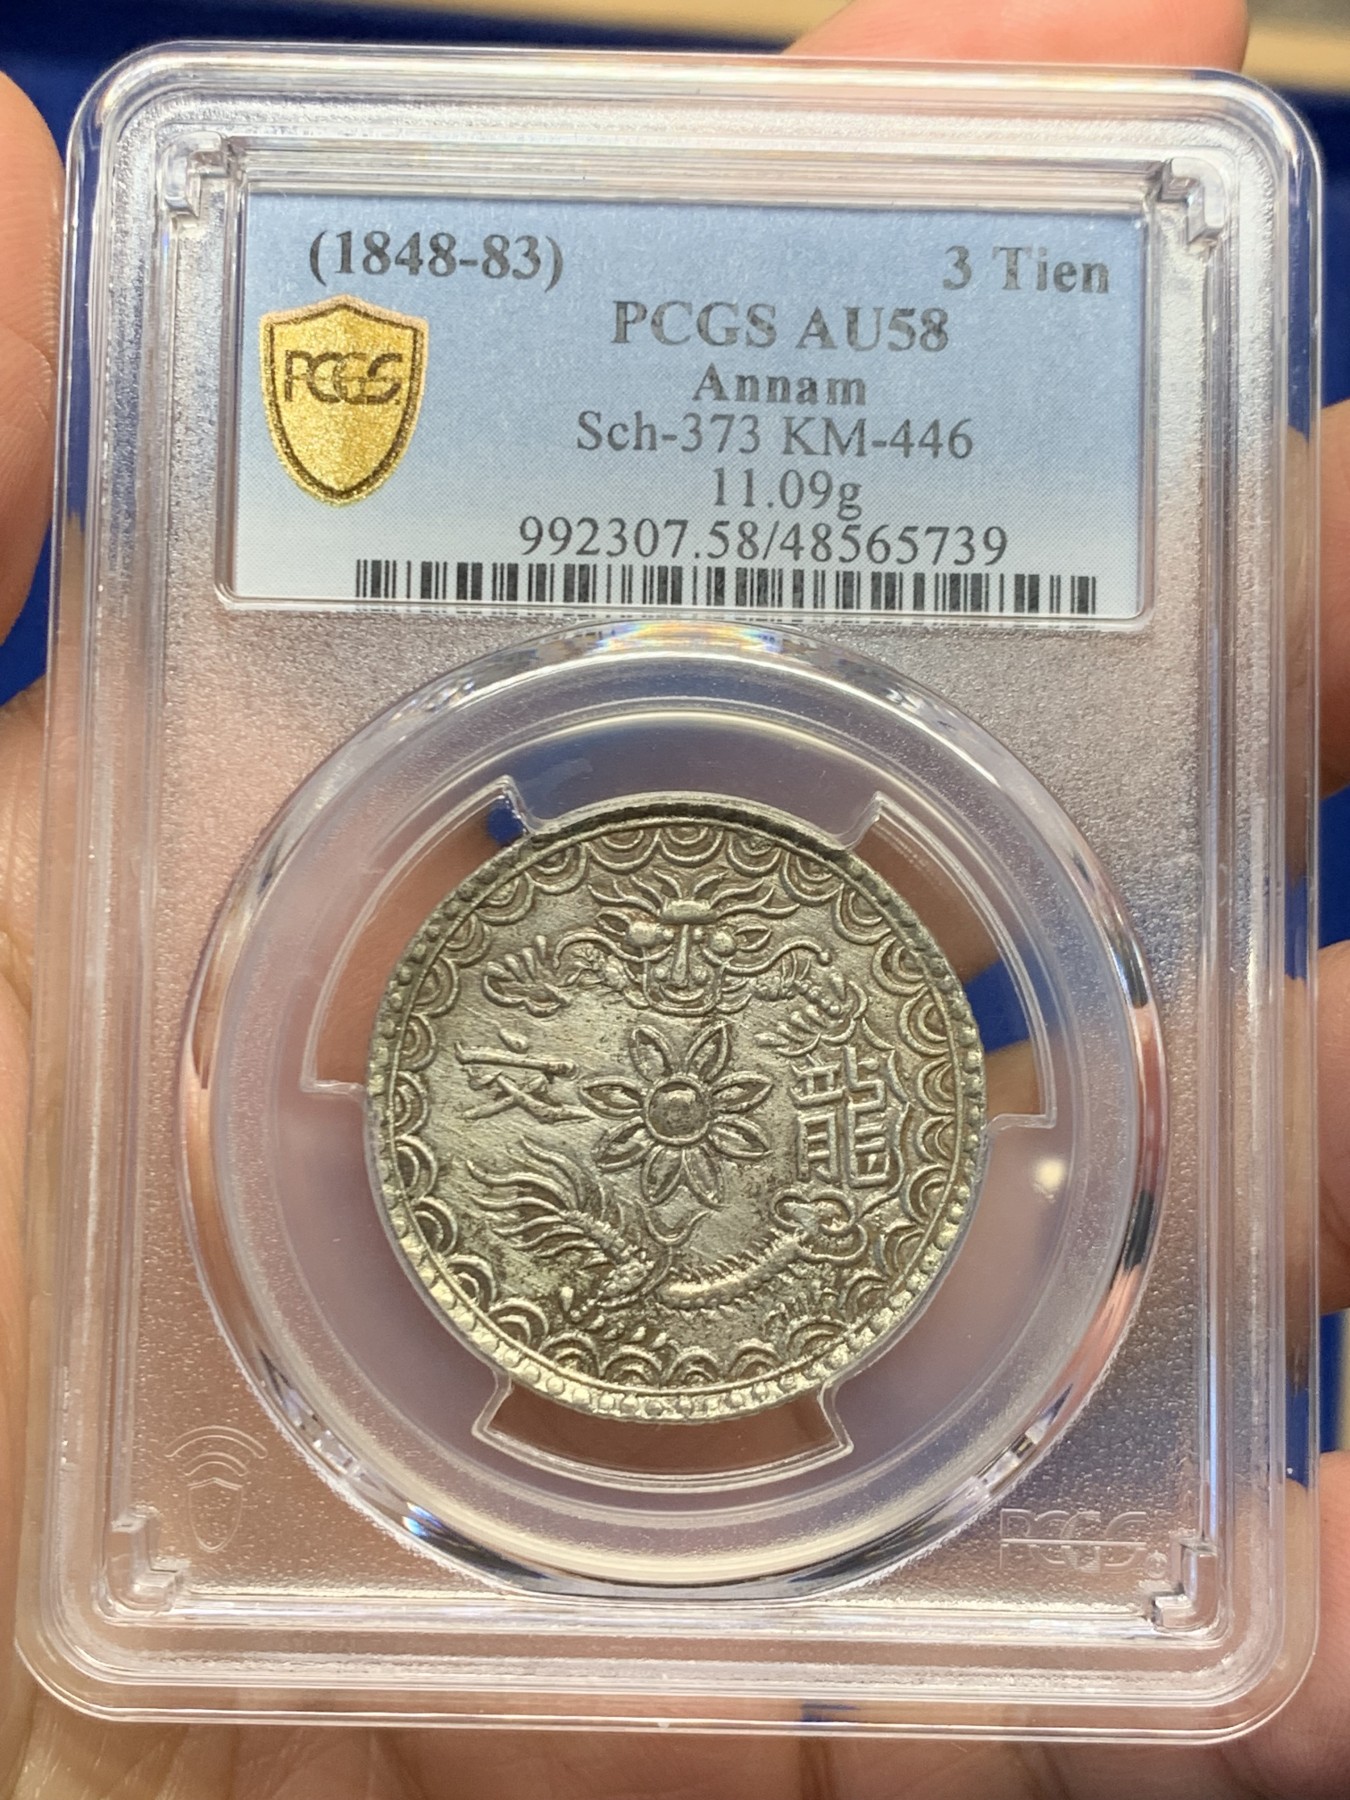 (1848-83) 3 Tien
PCGS AU58
PCGS
Annam
Sch-373 KM-446
11.09g
992307.58/48565739
龍
PCGS